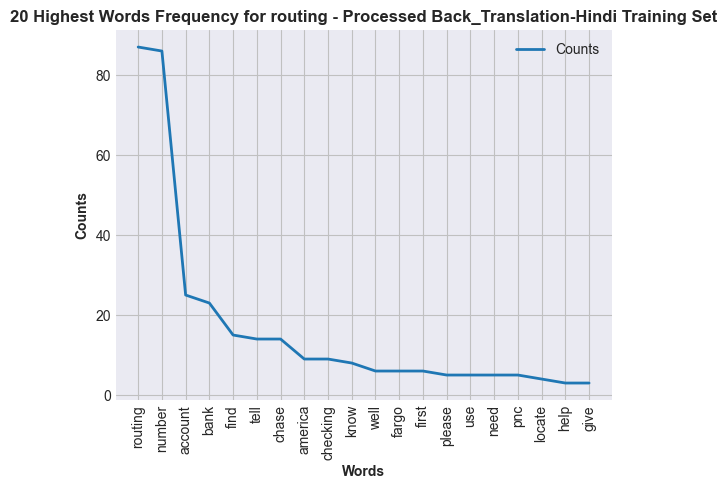 20 Highest Words Frequency for routing - Processed Back_Translation-Hindi Training Set
Counts
80
60
40
20
0
Counts
routing
number
account
bank
find
tell
chase
america
checking
know
well
fargo
first
please
use
need
pnc
locate
help
give
Words